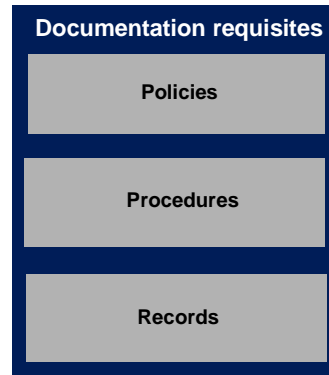 Documentation requisites
Policies
Procedures
Records